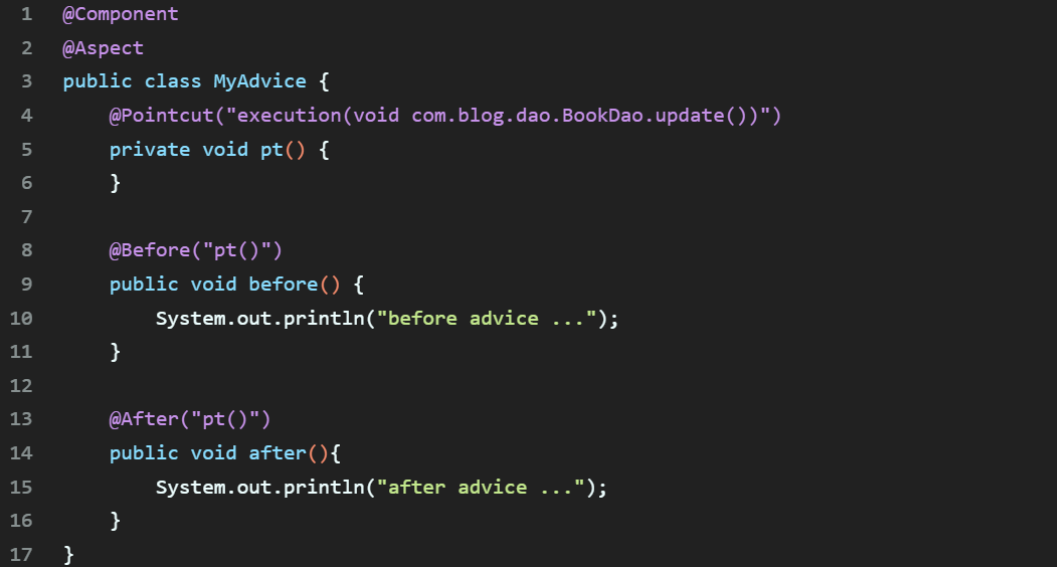 1 @Component
2 @Aspect
3 public class MyAdvice {
4     @Pointcut("execution(void com.blog.dao.BookDao.update())")
5     private void pt() {
6     }
7
8     @Before("pt()")
9     public void before() {
10         System.out.println("before advice ...");
11     }
12
13     @After("pt()")
14     public void after(){
15         System.out.println("after advice ...");
16     }
17 }